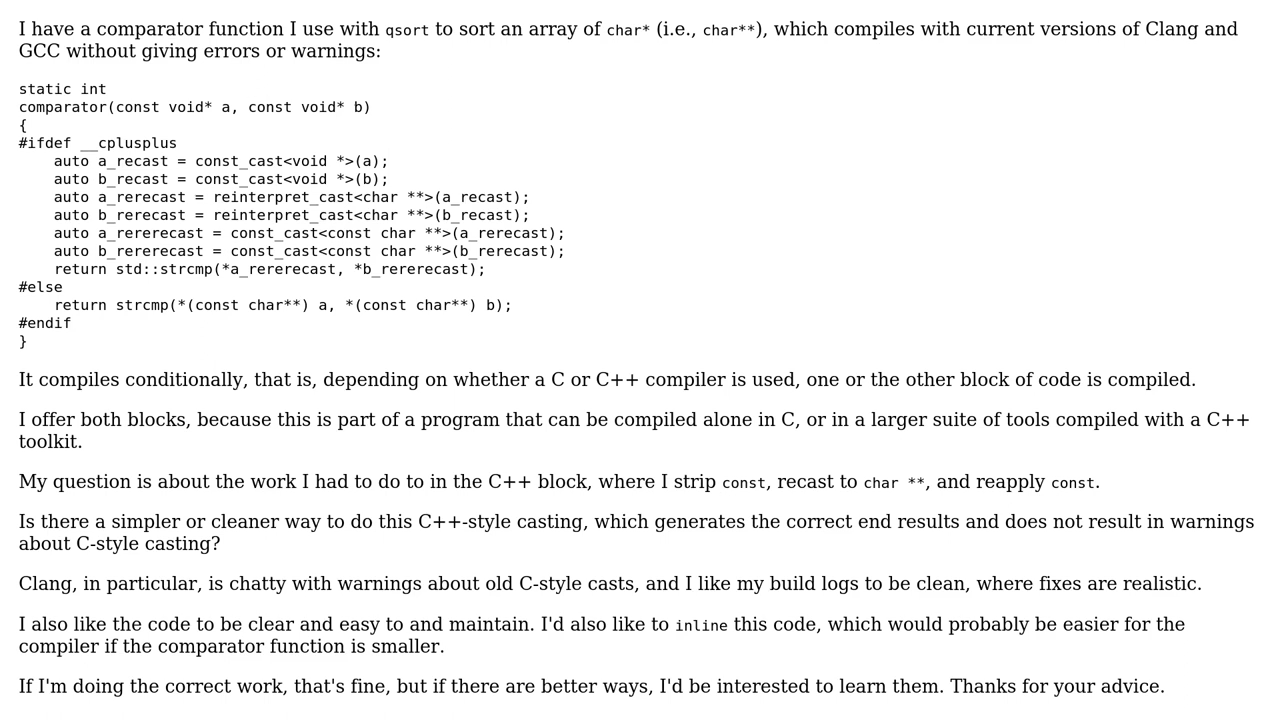 I have a comparator function I use with qsort to sort an array of char* (i.e., char**), which compiles with current versions of Clang and
GCC without giving errors or warnings:
static int
comparator(const void* a, const void* b)
{
#ifdef __cplusplus
    auto a_recast = const_cast<void *>(a);
    auto b_recast = const_cast<void *>(b);
    auto a_rerecast = reinterpret_cast<char **>(a_recast);
    auto b_rerecast = reinterpret_cast<char **>(b_recast);
    auto a_rererecast = const_cast<const char **>(a_rerecast);
    auto b_rererecast = const_cast<const char **>(b_rerecast);
    return std::strcmp(*a_rererecast, *b_rererecast);
#else
    return strcmp(*(const char**) a, *(const char**) b);
#endif
}
It compiles conditionally, that is, depending on whether a C or C++ compiler is used, one or the other block of code is compiled.
I offer both blocks, because this is part of a program that can be compiled alone in C, or in a larger suite of tools compiled with a C++
toolkit.
My question is about the work I had to do to in the C++ block, where I strip const, recast to char **, and reapply const.
Is there a simpler or cleaner way to do this C++-style casting, which generates the correct end results and does not result in warnings
about C-style casting?
Clang, in particular, is chatty with warnings about old C-style casts, and I like my build logs to be clean, where fixes are realistic.
I also like the code to be clear and easy to and maintain. I'd also like to inline this code, which would probably be easier for the
compiler if the comparator function is smaller.
If I'm doing the correct work, that's fine, but if there are better ways, I'd be interested to learn them. Thanks for your advice.